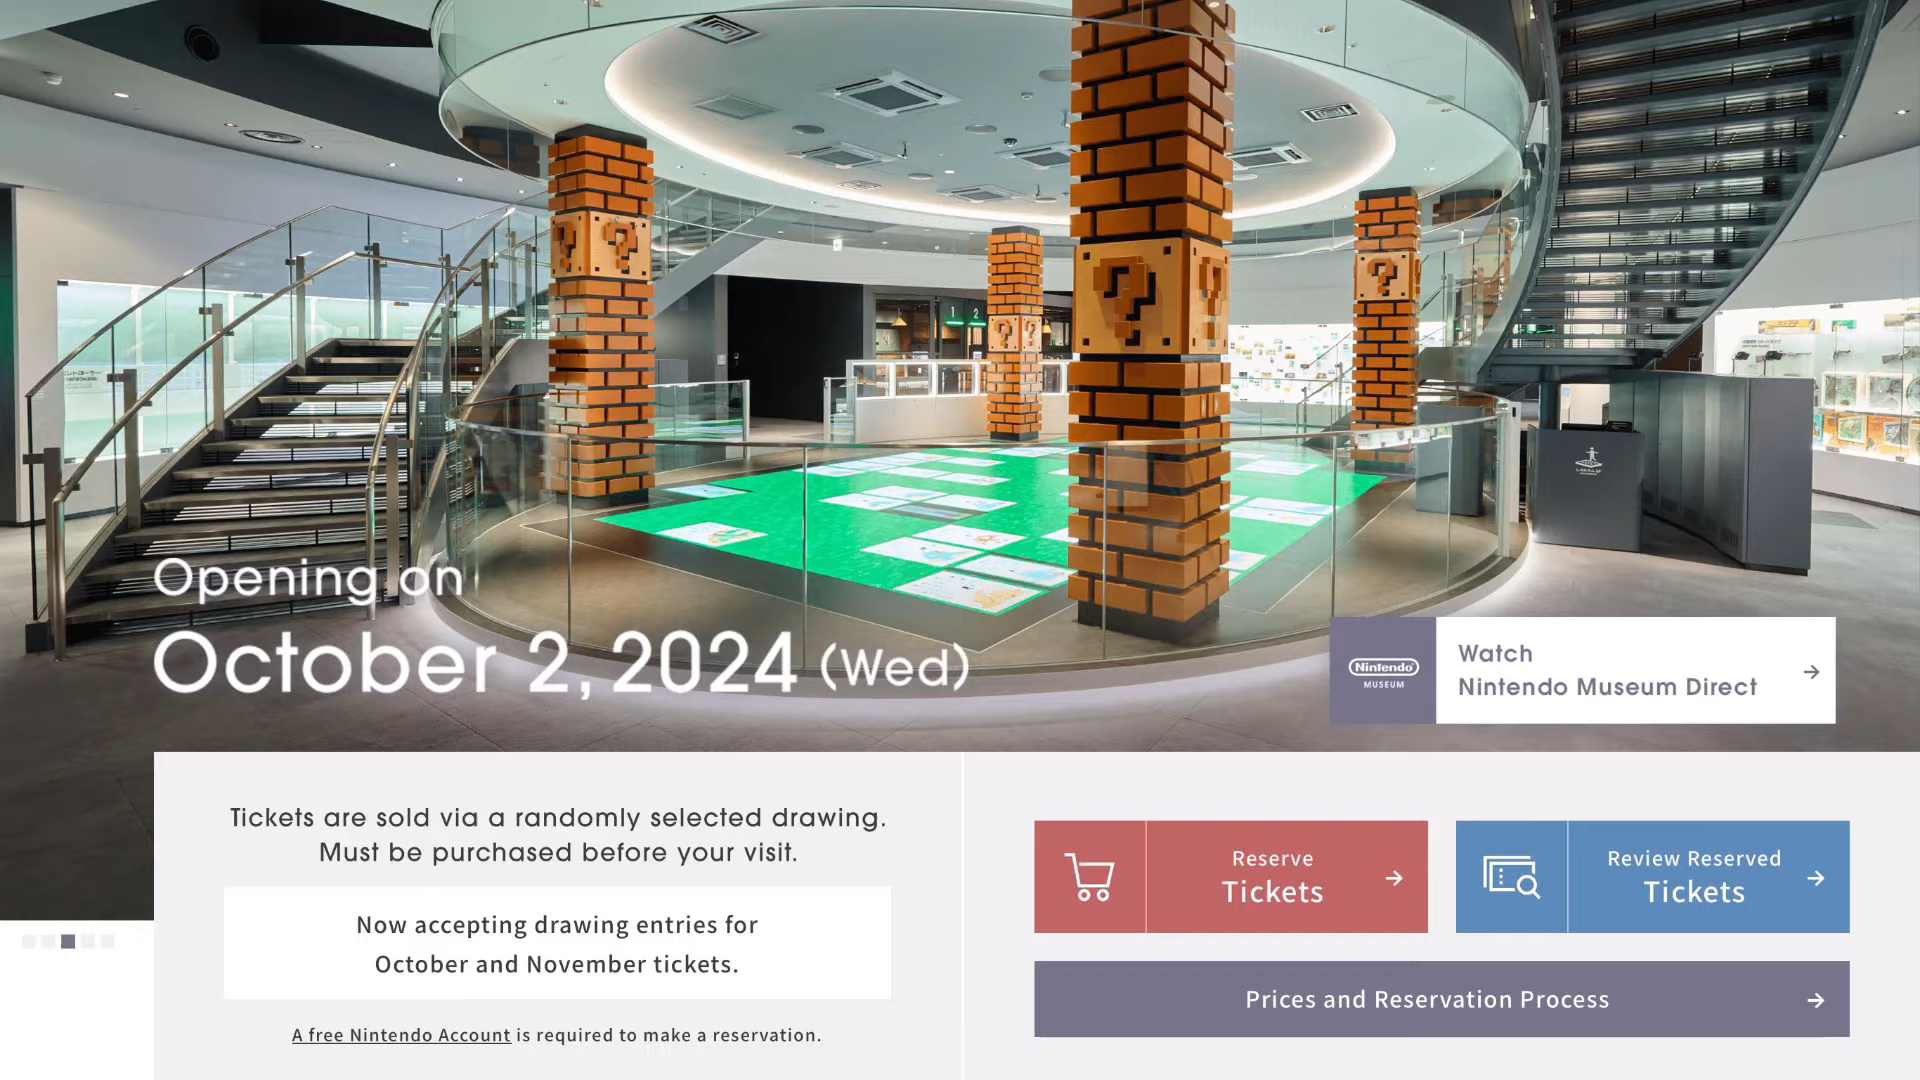 1 2
Opening on
October 2, 2024 (Wed)
Nintendo
MUSEUM
Watch
Nintendo Museum Direct
Tickets are sold via a randomly selected drawing.
Must be purchased before your visit.
Now accepting drawing entries for
October and November tickets.
A free Nintendo Account is required to make a reservation.
Reserve
Tickets
Review Reserved
Tickets
Prices and Reservation Process